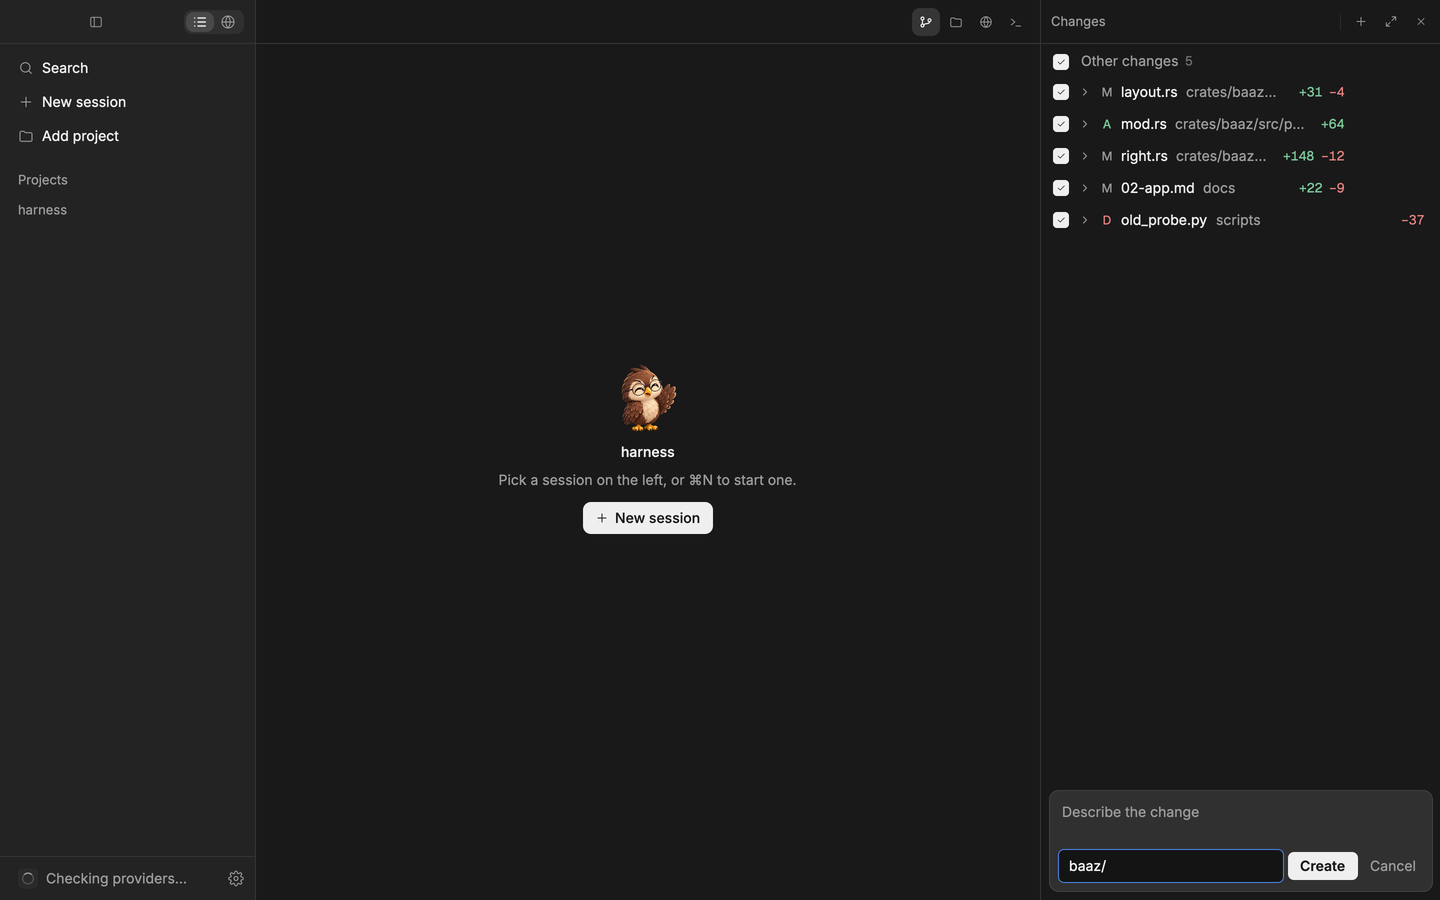 Changes
Search
New session
Add project
Projects
harness
Checking providers...
harness
Pick a session on the left, or ⌘N to start one.
New session
Other changes 5
M layout.rs crates/baaz... +31 −4
A mod.rs crates/baaz/src/p... +64
M right.rs crates/baaz... +148 −12
M 02-app.md docs +22 −9
D old_probe.py scripts −37
Describe the change
baaz/ Create Cancel